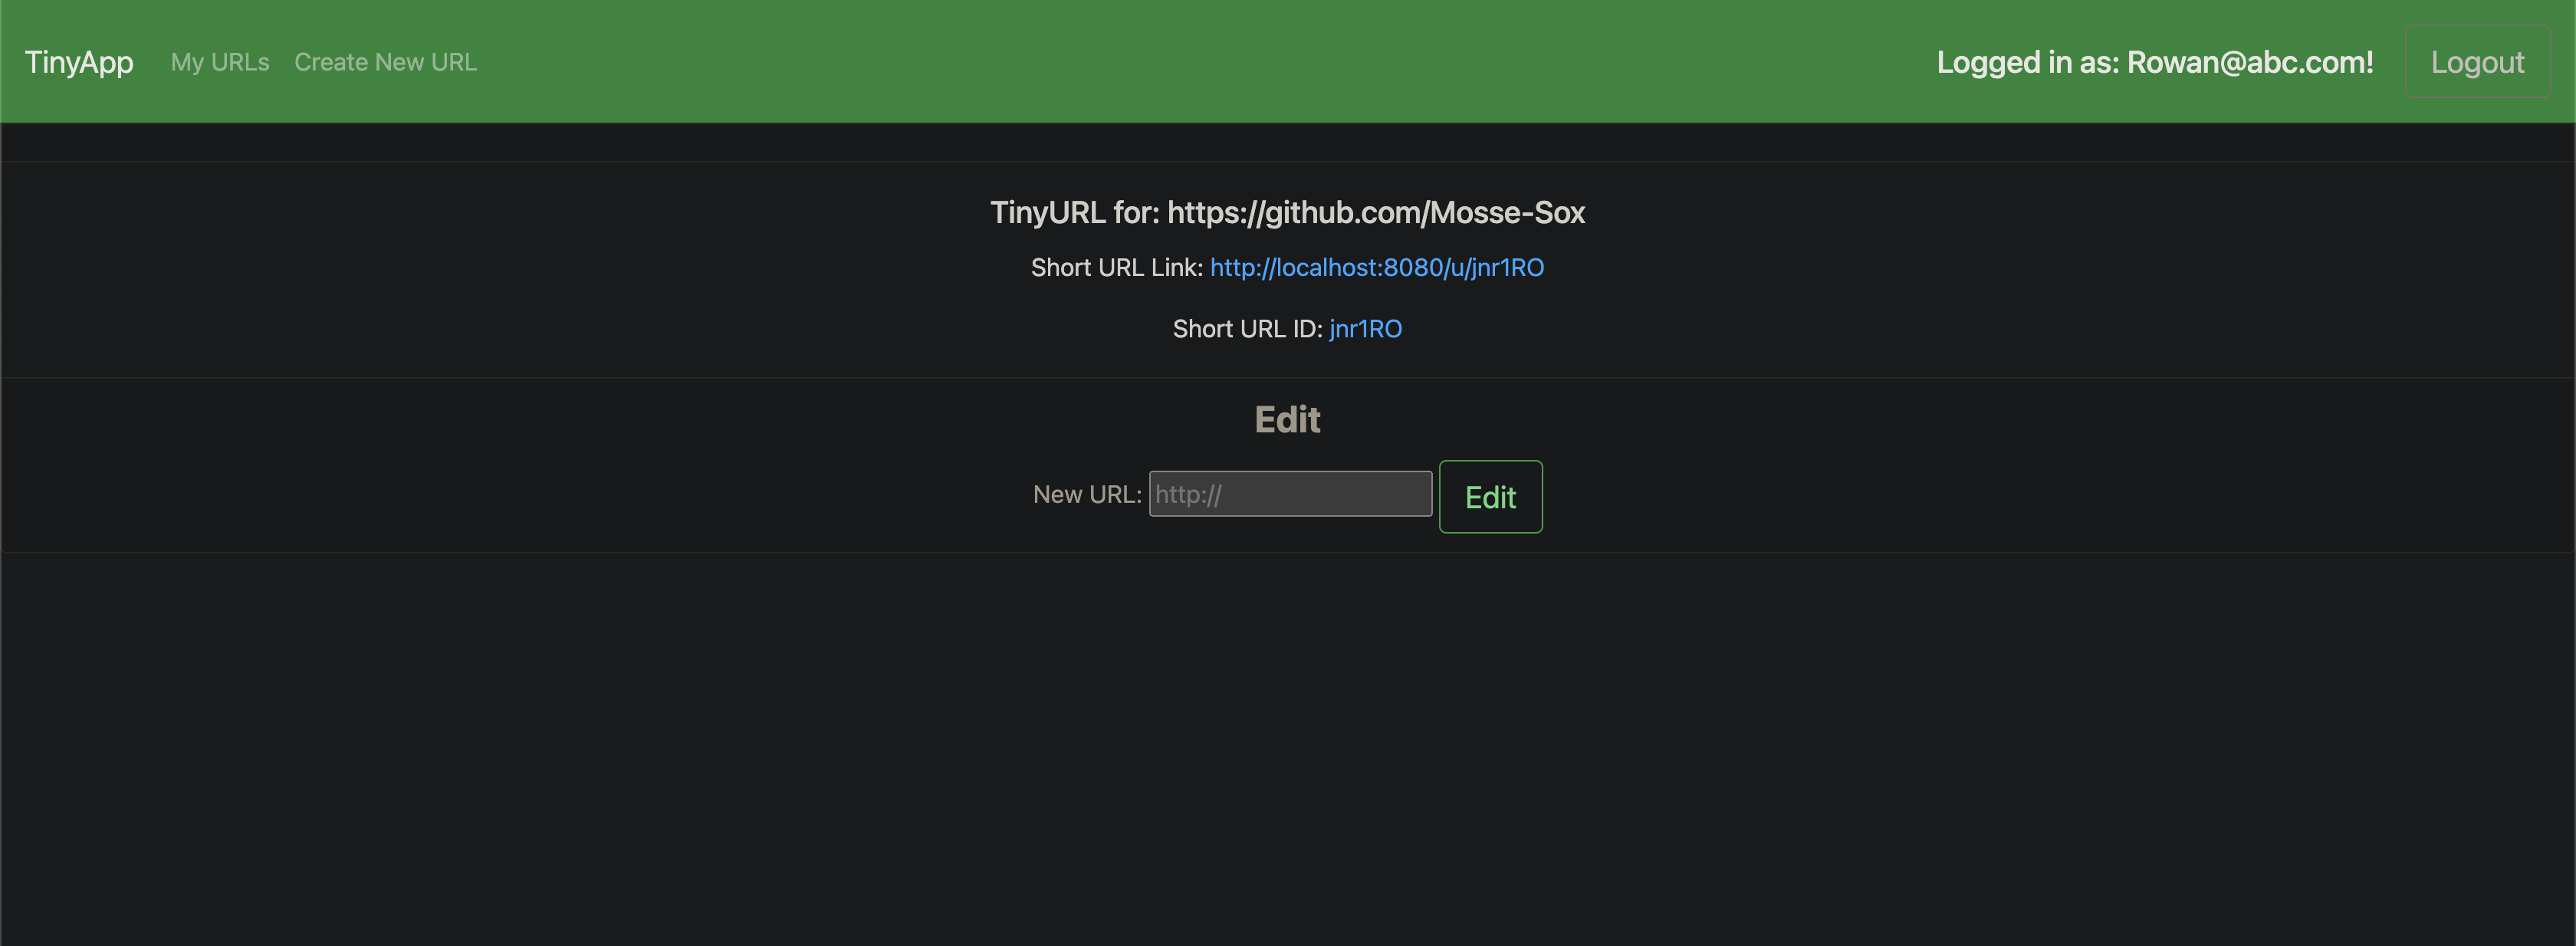 TinyApp My URLs Create New URL Logged in as: Rowan@abc.com! Logout
TinyURL for: https://github.com/Mosse-Sox
Short URL Link: http://localhost:8080/u/jnr1RO
Short URL ID: jnr1RO
Edit
New URL: http:// Edit